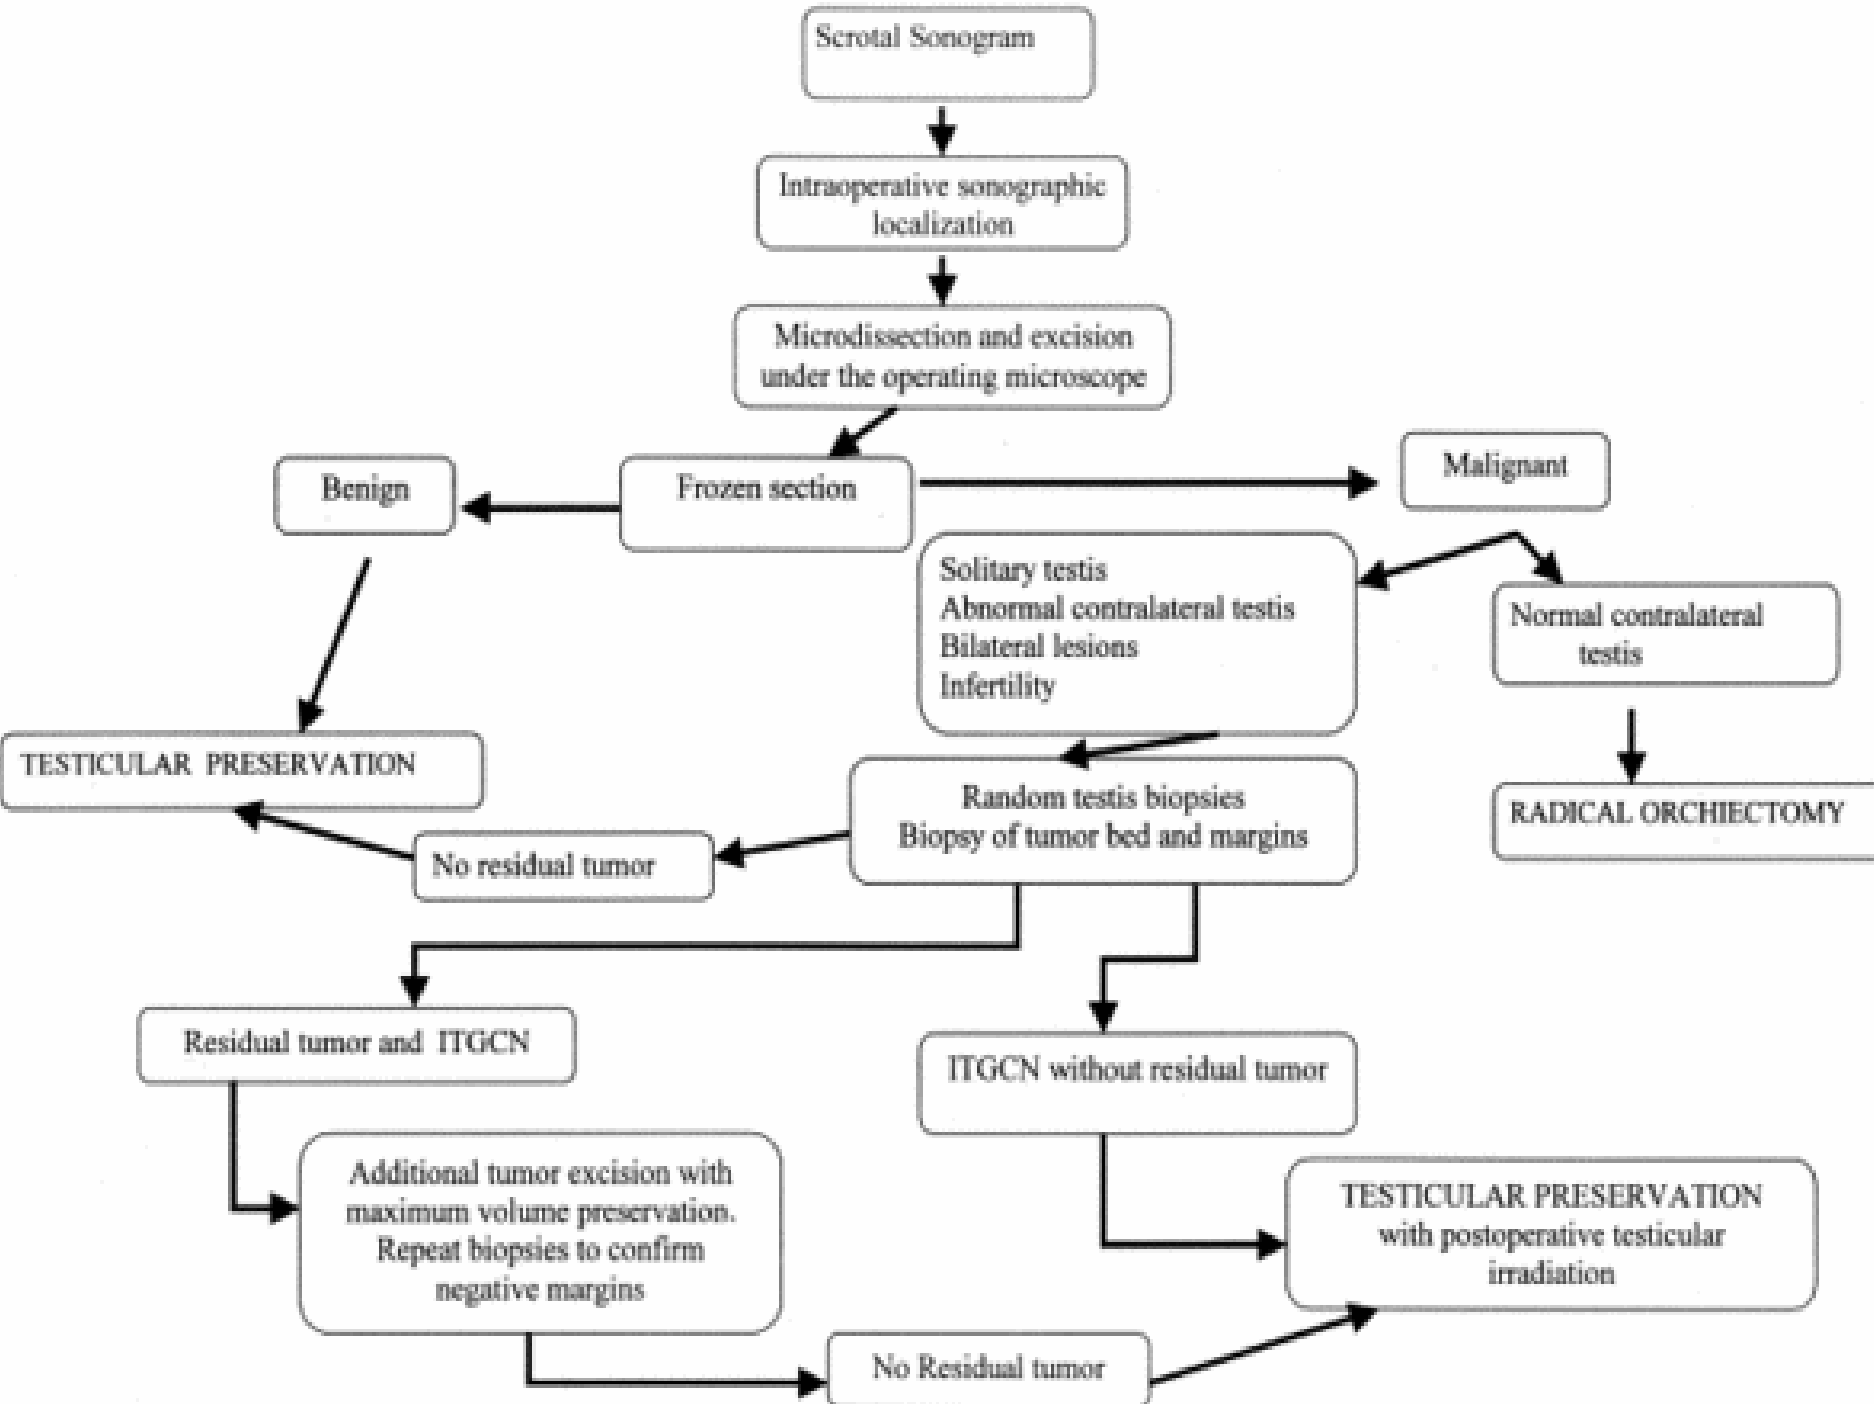 Scrotal Sonogram
Intraoperative sonographic
localization
Microdissection and excision
under the operating microscope
Benign
Frozen section
Malignant
Solitary testis
Abnormal contralateral testis
Bilateral lesions
Infertility
Normal contralateral
testis
TESTICULAR PRESERVATION
Random testis biopsies
Biopsy of tumor bed and margins
RADICAL ORCHIECTOMY
No residual tumor
Residual tumor and ITGCN
ITGCN without residual tumor
Additional tumor excision with
maximum volume preservation.
Repeat biopsies to confirm
negative margins
TESTICULAR PRESERVATION
with postoperative testicular
irradiation
No Residual tumor